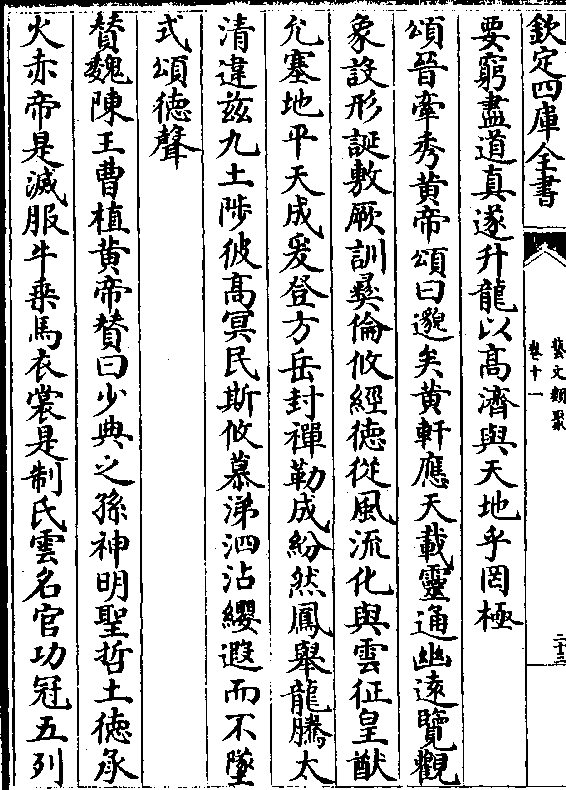 欽定四庫全書
藝文類聚
卷十一
二十三
要窮盡道真遂升龍以高濟與天地乎罔極
頌晉牽秀黄帝頌曰邈矣黄軒應天載靈通幽逺覽觀
象設形誕敷厥訓彞倫攸經徳從風流化與雲征皇猷
允塞地平天成爰登方岳封禪勒成紛然鳳舉龍騰太
清違兹九土陟彼髙冥民斯攸慕涕泗沾纓遐而不墜
式頌徳聲
贊魏陳王曹植黄帝贊曰少典之孫神明聖哲土徳承
火赤帝是滅服牛乗馬衣裳是制氏雲名官功冠五列